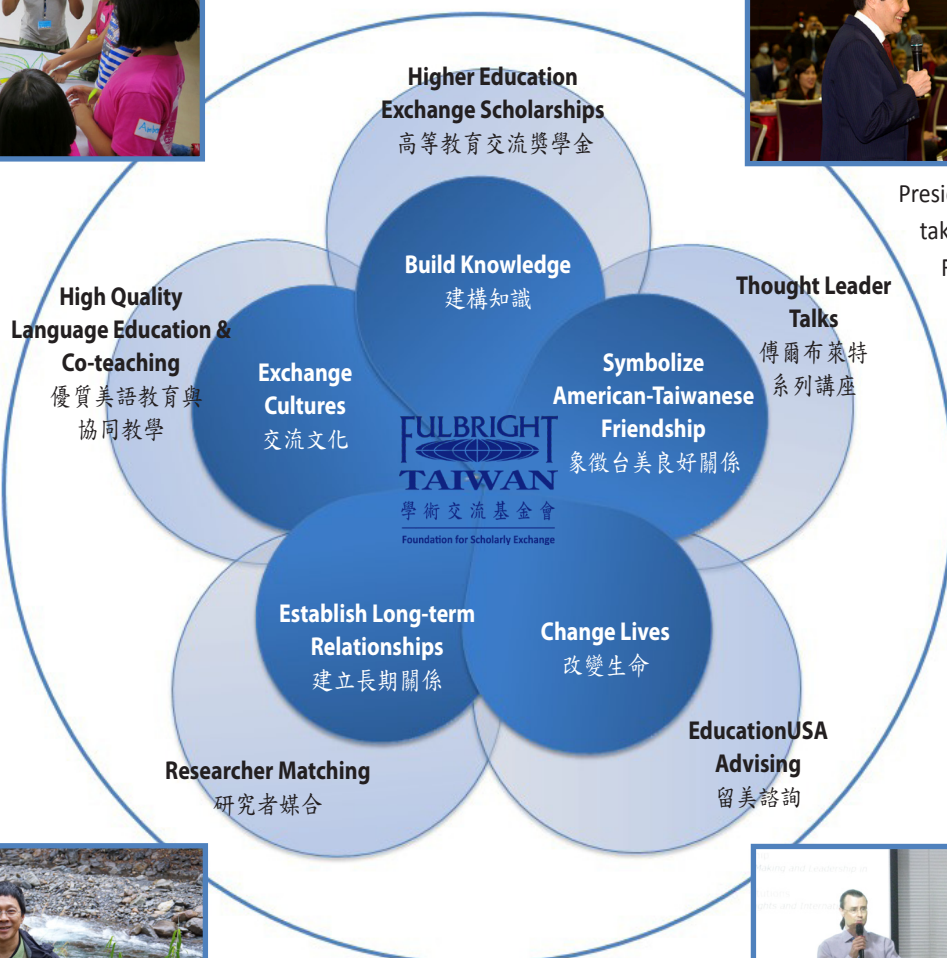 Higher Education
Exchange Scholarships
高等教育交流獎學金
Build Knowledge
建構知識
High Quality
Language Education &
Co-teaching
優質美語教育與
協同教學
Exchange
Cultures
交流文化
Thought Leader
Talks
傅爾布萊特
系列講座
Symbolize
American-Taiwanese
Friendship
象徵台美良好關係
FULBRIGHT
TAIWAN
學術交流基金會
Foundation for Scholarly Exchange
Establish Long-term
Relationships
建立長期關係
Change Lives
改變生命
Researcher Matching
研究者媒合
EducationUSA
Advising
留美諮詢